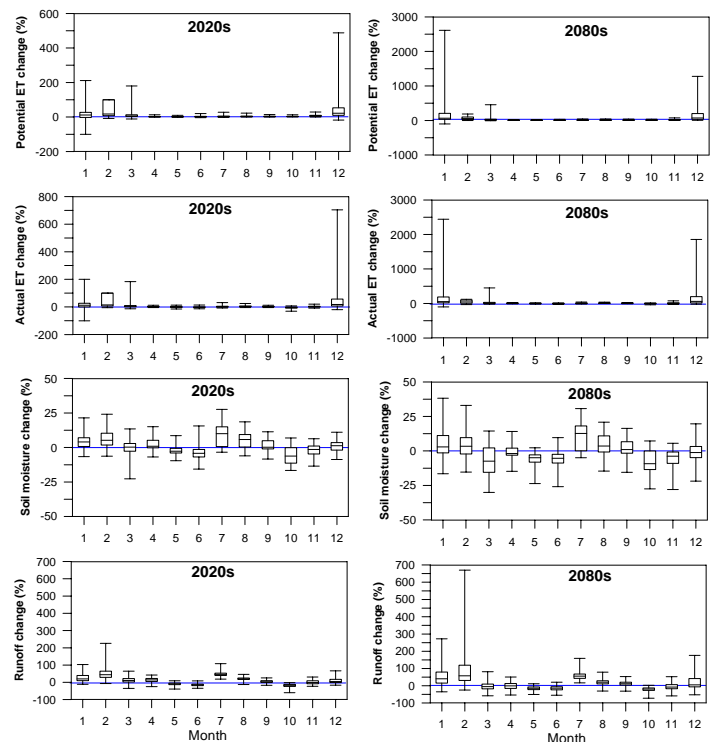 2020s
Potential ET change (%)
600
400
200
0
-200
1 2 3 4 5 6 7 8 9 10 11 12
2080s
Potential ET change (%)
3000
2000
1000
0
-1000
1 2 3 4 5 6 7 8 9 10 11 12
2020s
Actual ET change (%)
800
600
400
200
0
-200
1 2 3 4 5 6 7 8 9 10 11 12
2080s
Actual ET change (%)
3000
2000
1000
0
-1000
1 2 3 4 5 6 7 8 9 10 11 12
2020s
Soil moisture change (%)
50
25
0
-25
-50
1 2 3 4 5 6 7 8 9 10 11 12
2080s
Soil moisture change (%)
50
25
0
-25
-50
1 2 3 4 5 6 7 8 9 10 11 12
2020s
Runoff change (%)
700
600
500
400
300
200
100
0
-100
1 2 3 4 5 6 7 8 9 10 11 12
Month
2080s
Runoff change (%)
700
600
500
400
300
200
100
0
-100
1 2 3 4 5 6 7 8 9 10 11 12
Month